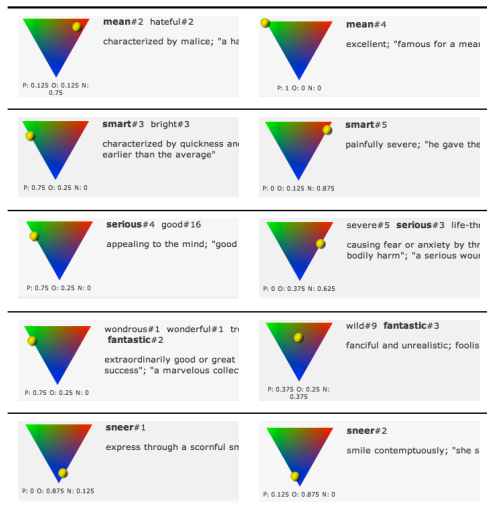 mean#2 hateful#2
characterized by malice; "a ha
P: 0.125 O: 0.125 N:
0.75
mean#4
excellent; "famous for a mean
P: 1 O: 0 N: 0
smart#3 bright#3
characterized by quickness and
earlier than the average"
P: 0.75 O: 0.25 N: 0
smart#5
painfully severe; "he gave the
P: 0 O: 0.125 N: 0.875
serious#4 good#16
appealing to the mind; "good
P: 0.75 O: 0.25 N: 0
severe#5 serious#3 life-thr
causing fear or anxiety by thr
bodily harm"; "a serious wour
P: 0 O: 0.375 N: 0.625
wondrous#1 wonderful#1 tre
fantastic#2
extraordinarily good or great
success"; "a marvelous collec
P: 0.75 O: 0.25 N: 0
wild#9 fantastic#3
fanciful and unrealistic; foolis
P: 0.375 O: 0.25 N:
0.375
sneer#1
express through a scornful sm
P: 0 O: 0.875 N: 0.125
sneer#2
smile contemptuously; "she s
P: 0.125 O: 0.875 N: 0